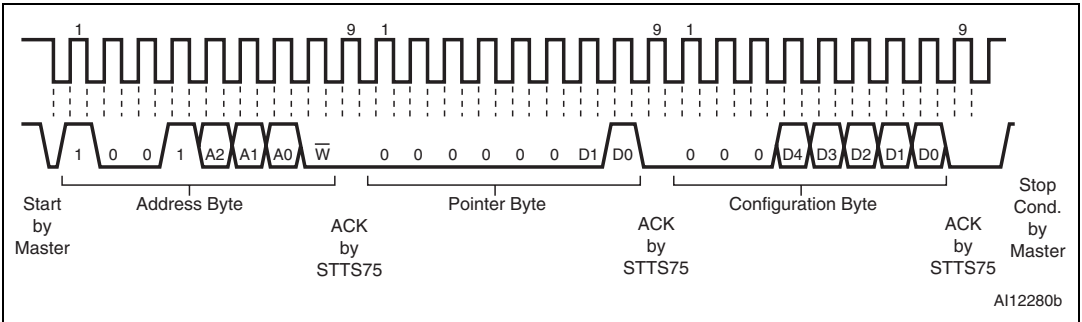 1 9 1 9 1 9
1 0 0 1 A2 A1 A0 W 0 0 0 0 0 0 D1 D0 0 0 0 D4 D3 D2 D1 D0
Start
by
Master
Address Byte
ACK
by
STTS75
Pointer Byte
ACK
by
STTS75
Configuration Byte
ACK
by
STTS75
Stop
Cond.
by
Master
AI12280b